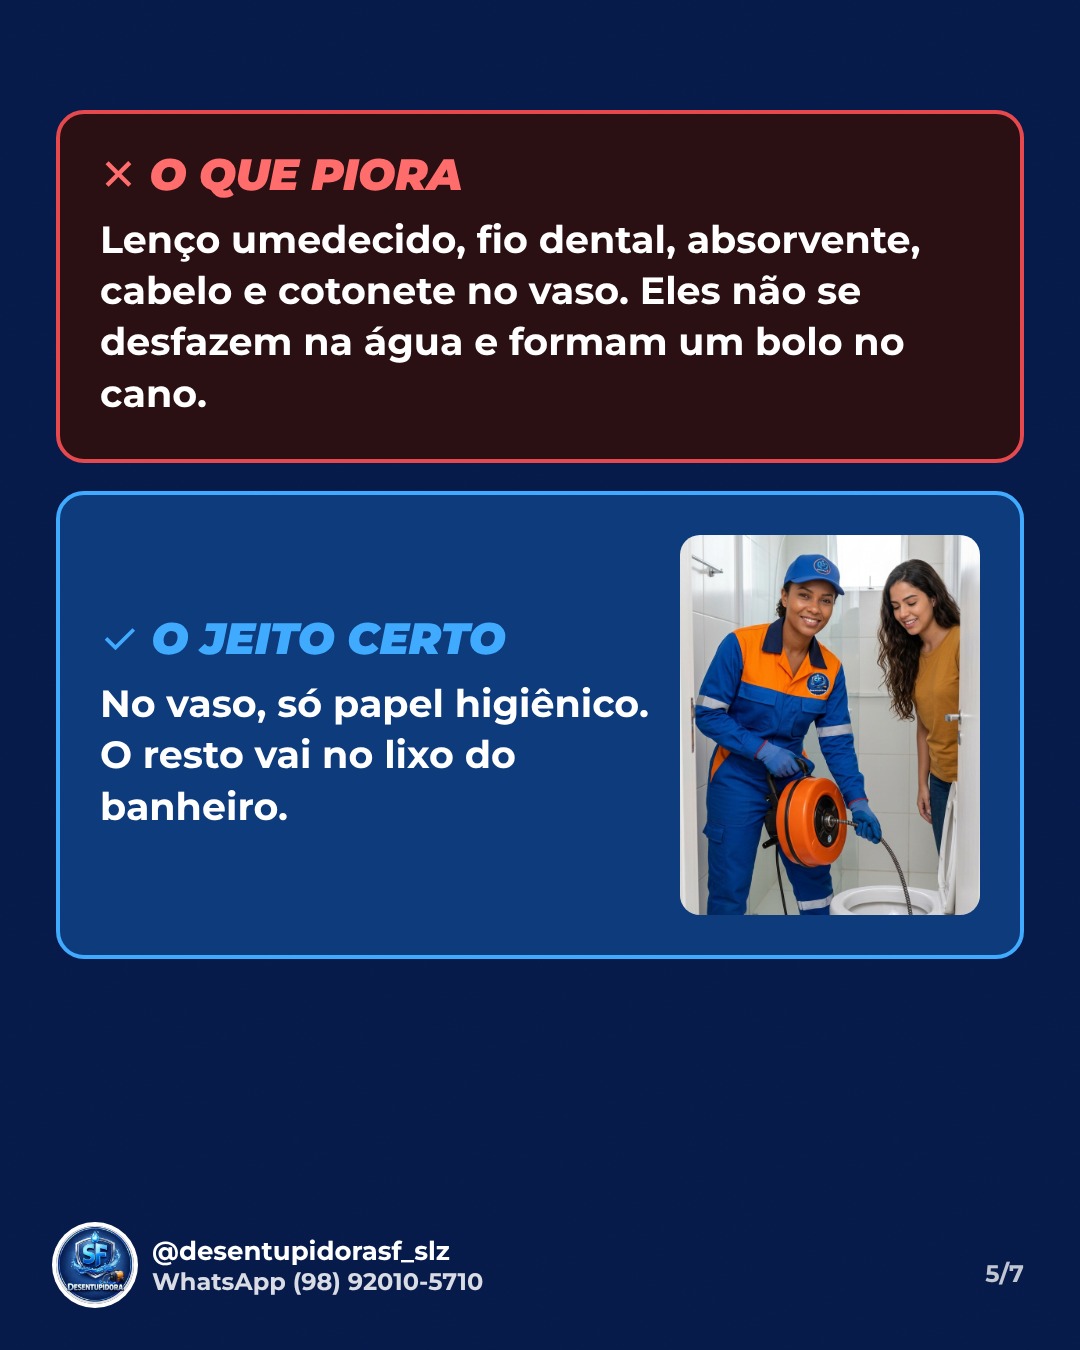 ✕ O QUE PIORA
Lenço umedecido, fio dental, absorvente,
cabelo e cotonete no vaso. Eles não se
desfazem na água e formam um bolo no
cano.
✓ O JEITO CERTO
No vaso, só papel higiênico.
O resto vai no lixo do
banheiro.
SF
DESENTUPIDORA
@desentupidorasf_slz
WhatsApp (98) 92010-5710
5/7